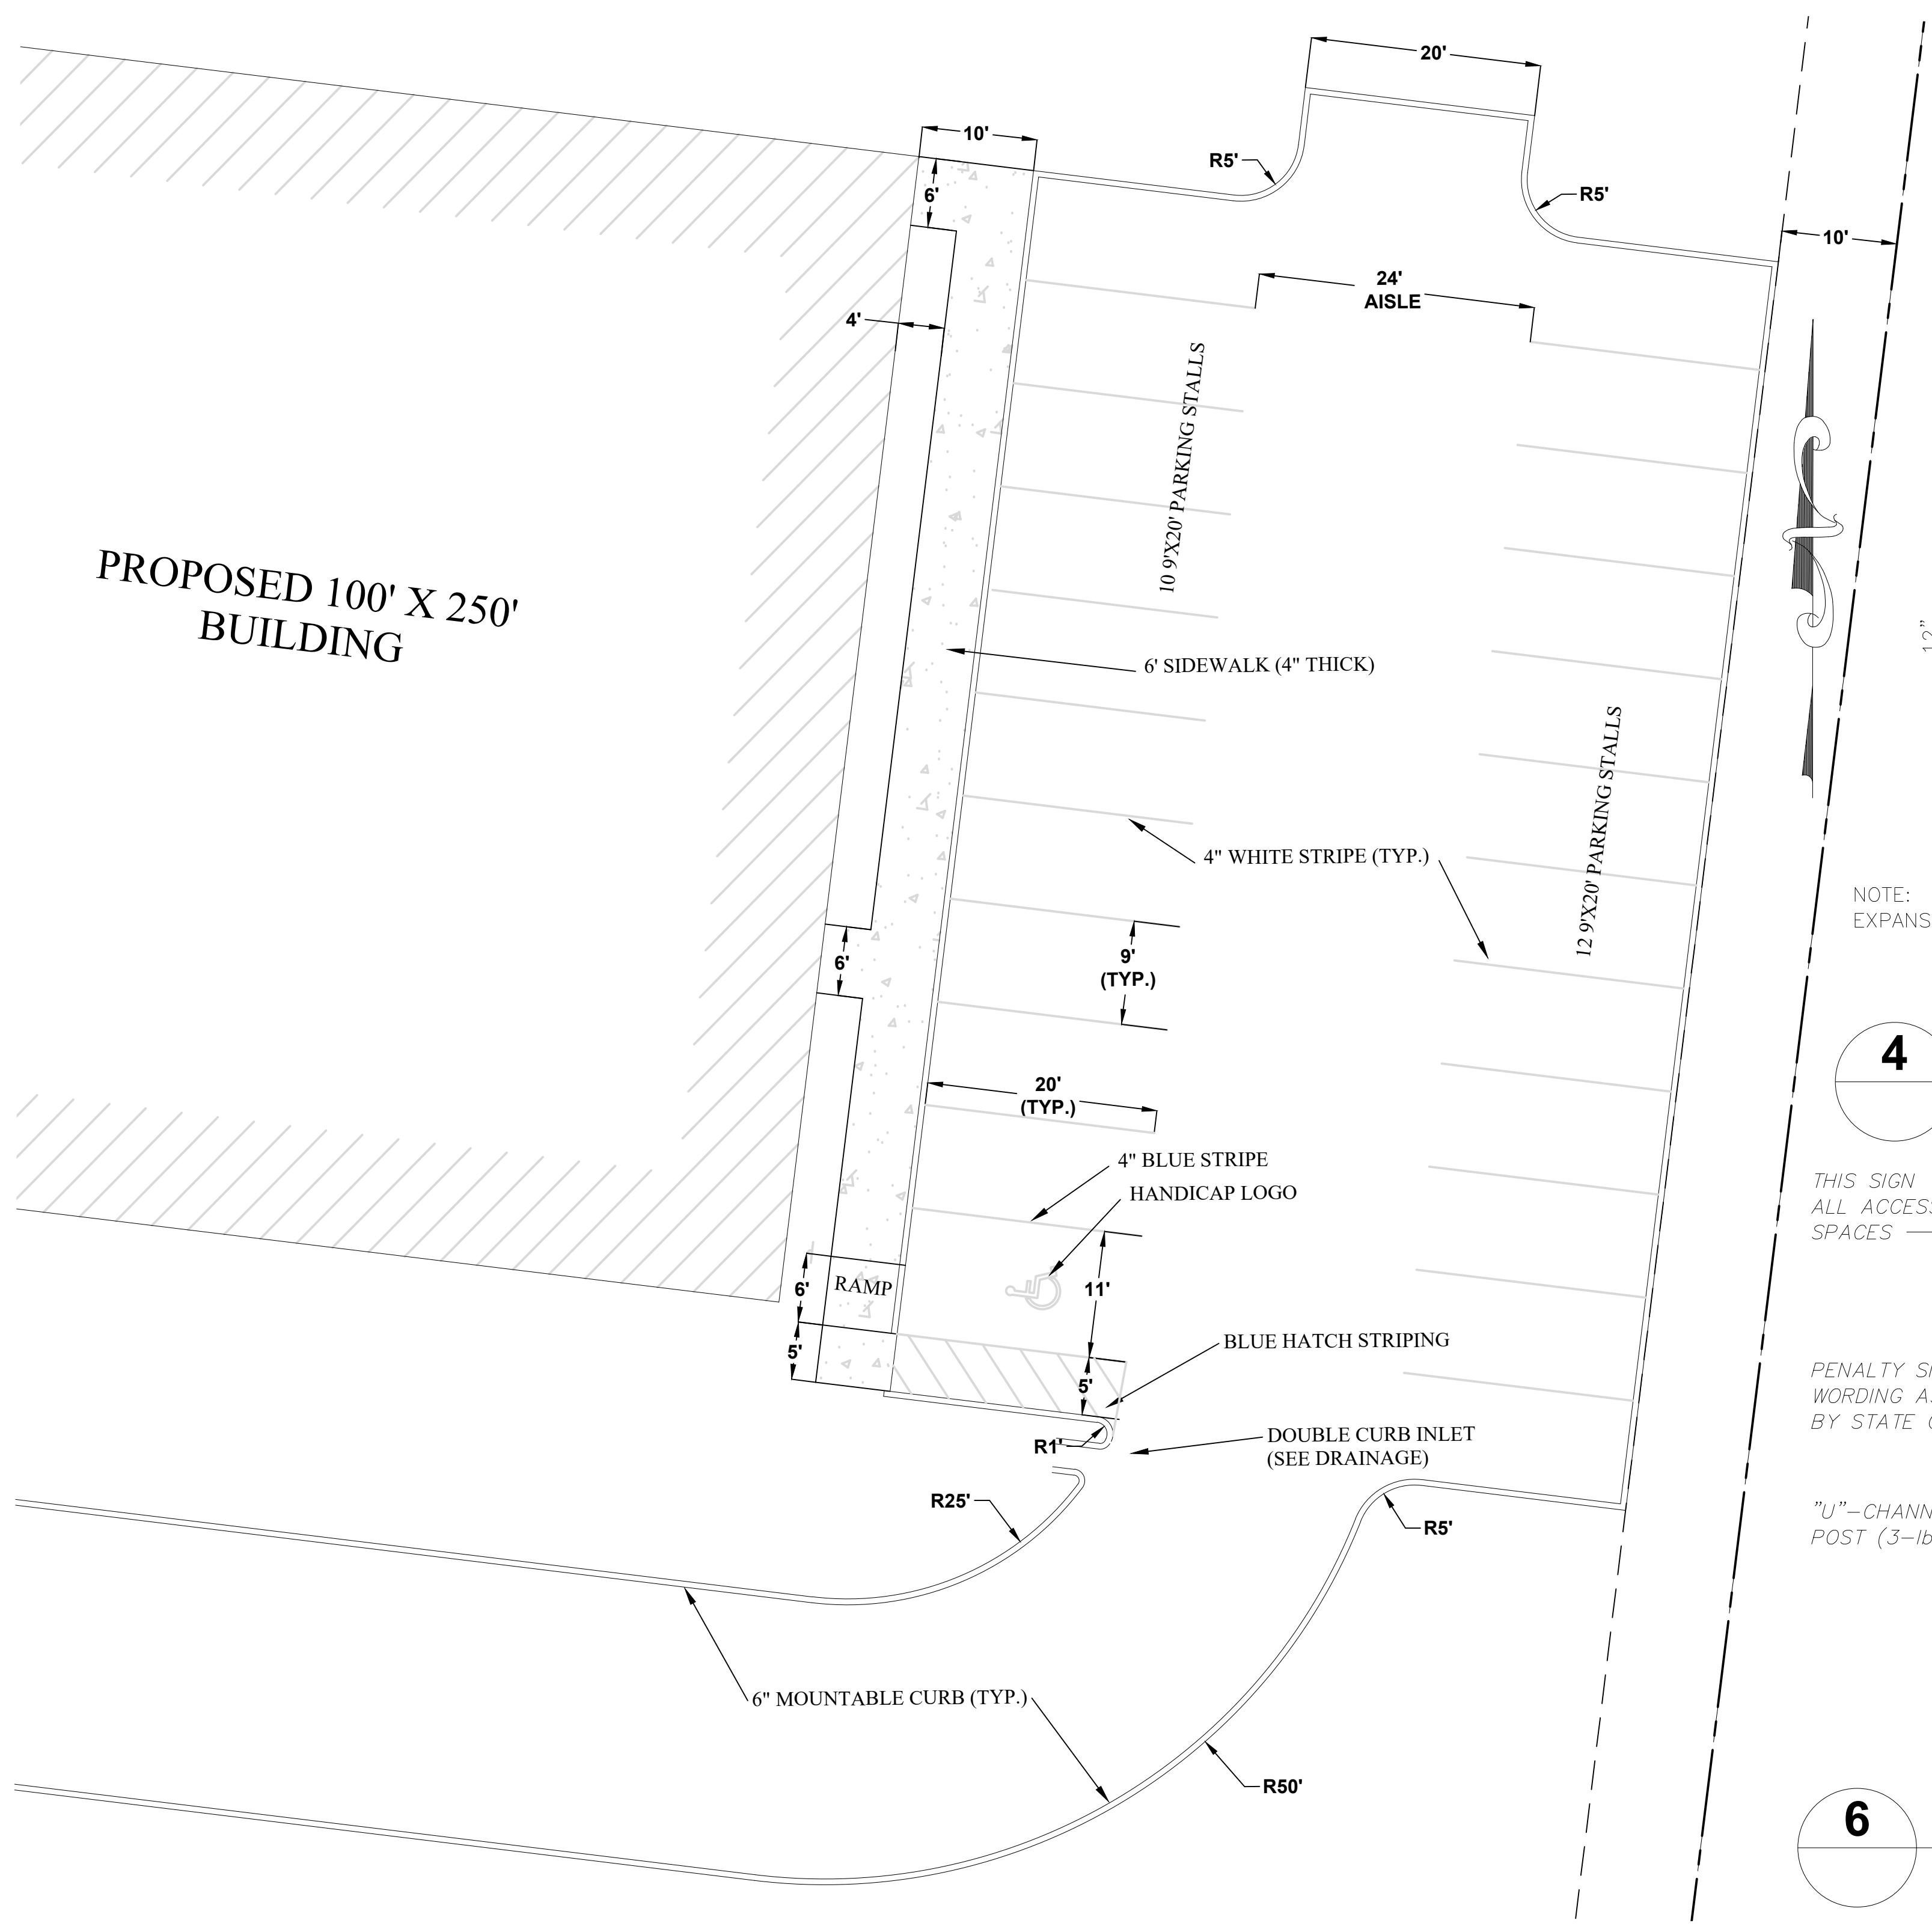 20'
10'
R5'
6'
R5'
10'
24'
AISLE
4'
10 9'X20' PARKING STALLS
PROPOSED 100' X 250'
BUILDING
12"
6' SIDEWALK (4" THICK)
12 9'X20' PARKING STALLS
4" WHITE STRIPE (TYP.)
NOTE:
EXPANS
6'
9'
(TYP.)
4
20'
(TYP.)
4" BLUE STRIPE
HANDICAP LOGO
THIS SIGN
ALL ACCESS
SPACES
6'
RAMP
11'
5'
BLUE HATCH STRIPING
5'
PENALTY SI
WORDING AS
BY STATE
R1'
DOUBLE CURB INLET
(SEE DRAINAGE)
R25'
R5'
"U"-CHANN
POST (3-lb
6" MOUNTABLE CURB (TYP.)
R50'
6